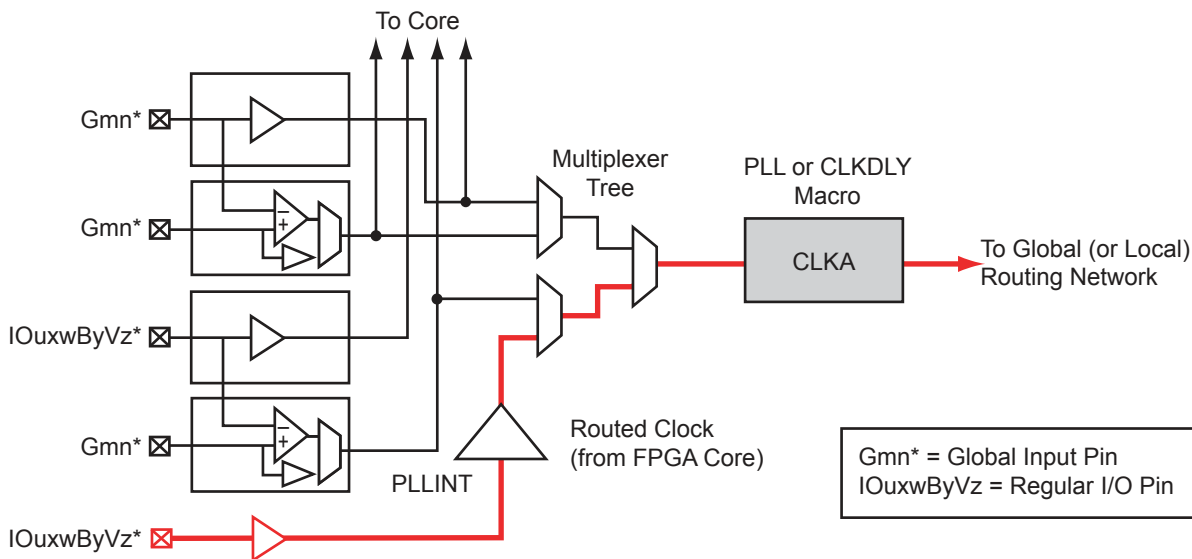 To Core
Gmn*
Gmn*
IOuxwByVz*
Gmn*
IOuxwByVz*
−
+
−
+
Multiplexer
Tree
PLL or CLKDLY
Macro
CLKA
To Global (or Local)
Routing Network
Routed Clock
(from FPGA Core)
PLLINT
Gmn* = Global Input Pin
IOuxwByVz = Regular I/O Pin